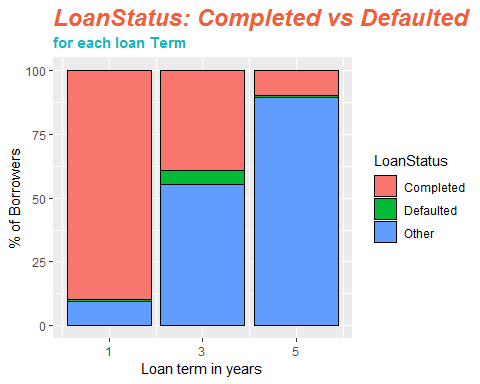 LoanStatus: Completed vs Defaulted
for each loan Term
100
75
50
25
0
% of Borrowers
1 3 5
Loan term in years
LoanStatus
Completed
Defaulted
Other